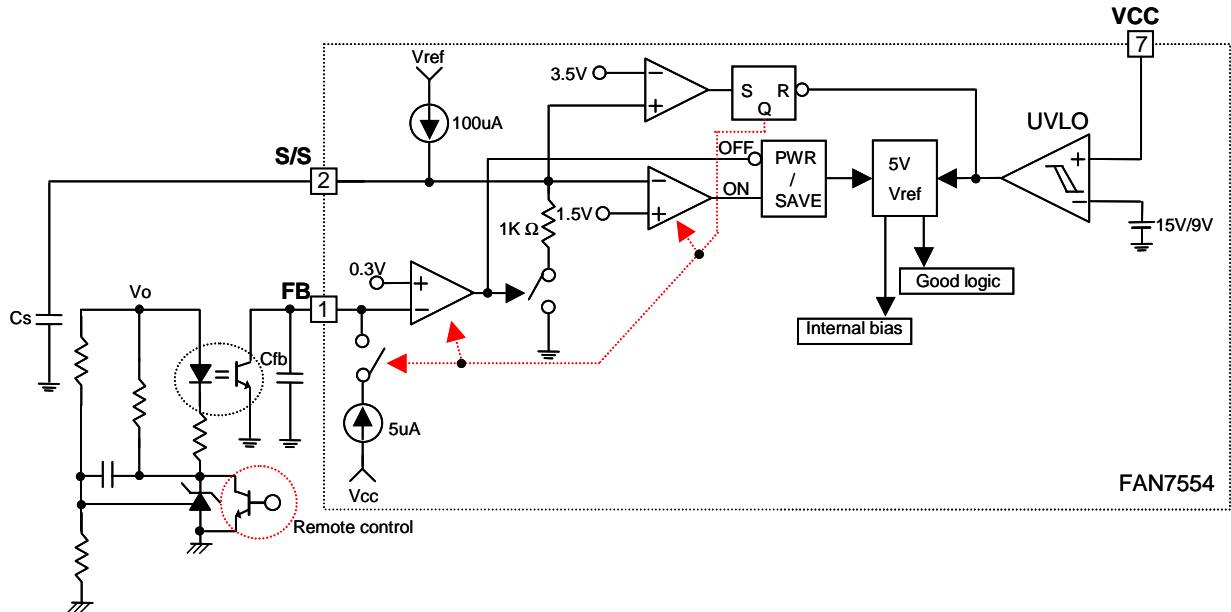 VCC
7
Vref
3.5V
S
R
Q
100uA
UVLO
S/S
2
OFF
ON
PWR
/
SAVE
5V
Vref
+
−
15V/9V
1.5V
1K Ω
0.3V
FB
1
Good logic
Internal bias
Vo
Cs
Cfb
5uA
Vcc
FAN7554
Remote control